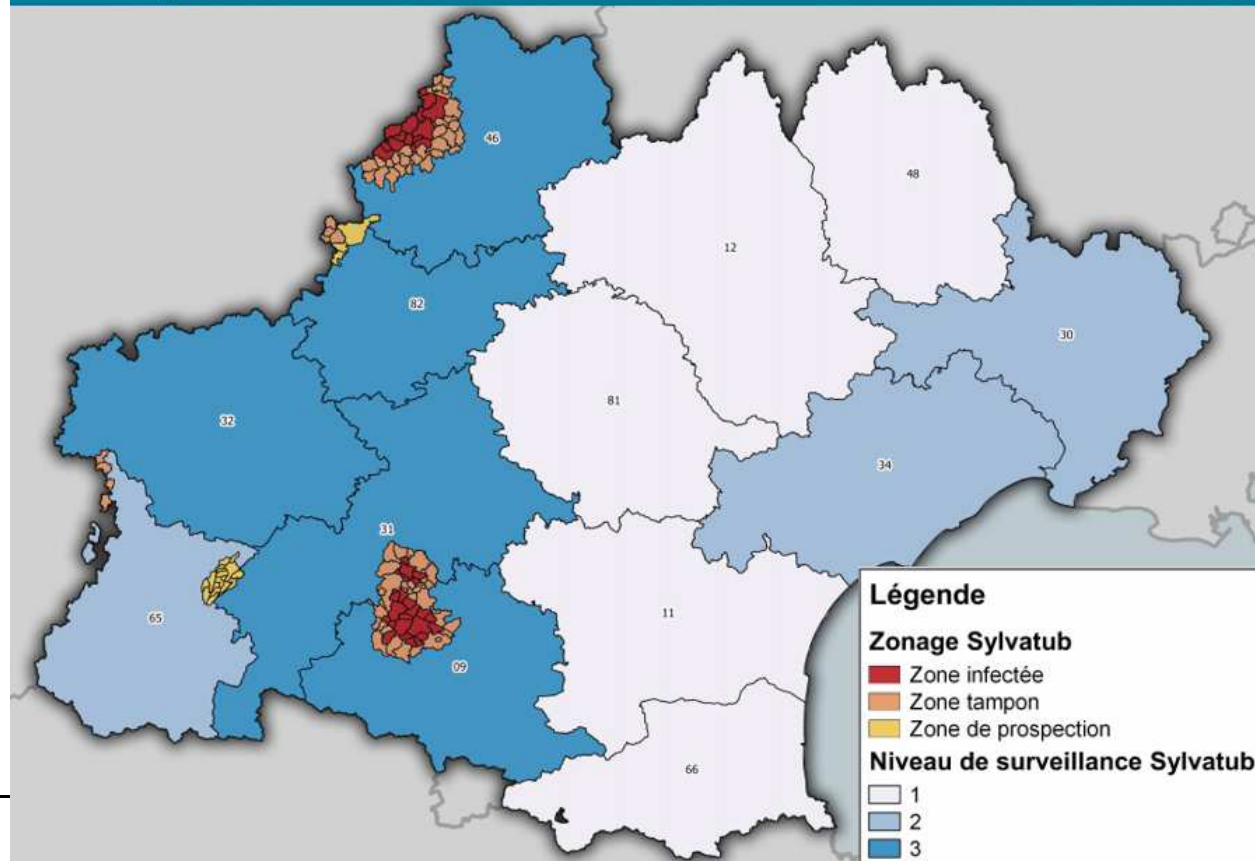 46
48
12
82
30
81
32
34
31
11
65
09
66
Légende
Zonage Sylvatub
Zone infectée
Zone tampon
Zone de prospection
Niveau de surveillance Sylvatub
1
2
3